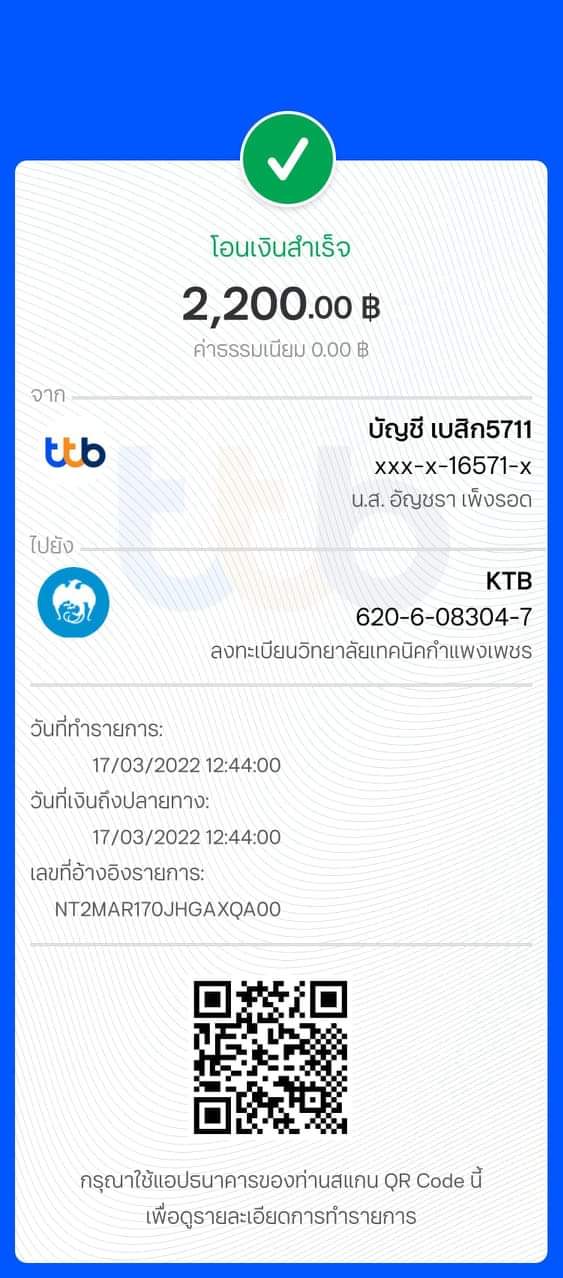 โอนเงินสำเร็จ
2,200.00 ฿
ค่าธรรมเนียม 0.00 ฿
จาก
ttb
บัญชี เบสิก5711
xxx-x-16571-x
น.ส. อัญชรา เพ็งรอด
ไปยัง
KTB
620-6-08304-7
ลงทะเบียนวิทยาลัยเทคนิคกำแพงเพชร
วันที่ทำรายการ:
17/03/2022 12:44:00
วันที่เงินถึงปลายทาง:
17/03/2022 12:44:00
เลขที่อ้างอิงรายการ:
NT2MAR170JHGAXQA00
กรุณาใช้แอปธนาคารของท่านสแกน QR Code นี้
เพื่อดูรายละเอียดการทำรายการ